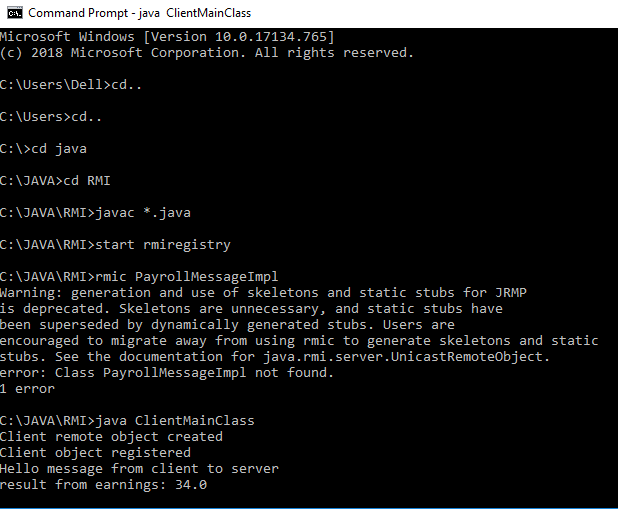 Command Prompt - java ClientMainClass
Microsoft Windows [Version 10.0.17134.765]
(c) 2018 Microsoft Corporation. All rights reserved.
C:\Users\Dell>cd..
C:\Users>cd..
C:\>cd java
C:\JAVA>cd RMI
C:\JAVA\RMI>javac *.java
C:\JAVA\RMI>start rmiregistry
C:\JAVA\RMI>rmic PayrollMessageImpl
Warning: generation and use of skeletons and static stubs for JRMP
is deprecated. Skeletons are unnecessary, and static stubs have
been superseded by dynamically generated stubs. Users are
encouraged to migrate away from using rmic to generate skeletons and static
stubs. See the documentation for java.rmi.server.UnicastRemoteObject.
error: Class PayrollMessageImpl not found.
1 error
C:\JAVA\RMI>java ClientMainClass
Client remote object created
Client object registered
Hello message from client to server
result from earnings: 34.0